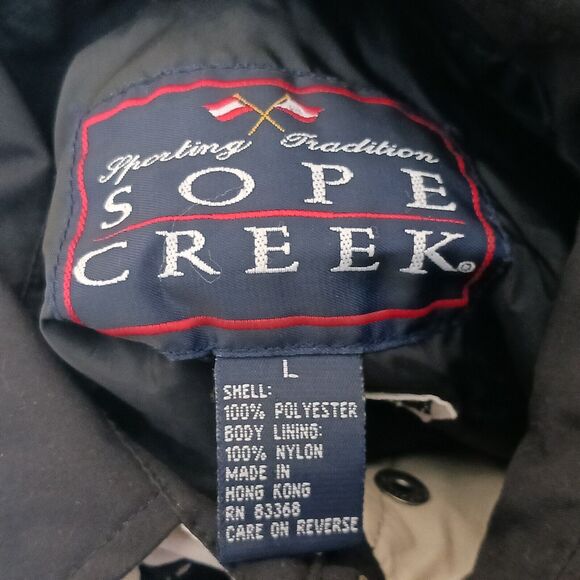 Sporting Tradition
SOPE
CREEK®
L
SHELL:
100% POLYESTER
BODY LINING:
100% NYLON
MADE IN
HONG KONG
RN 83368
CARE ON REVERSE